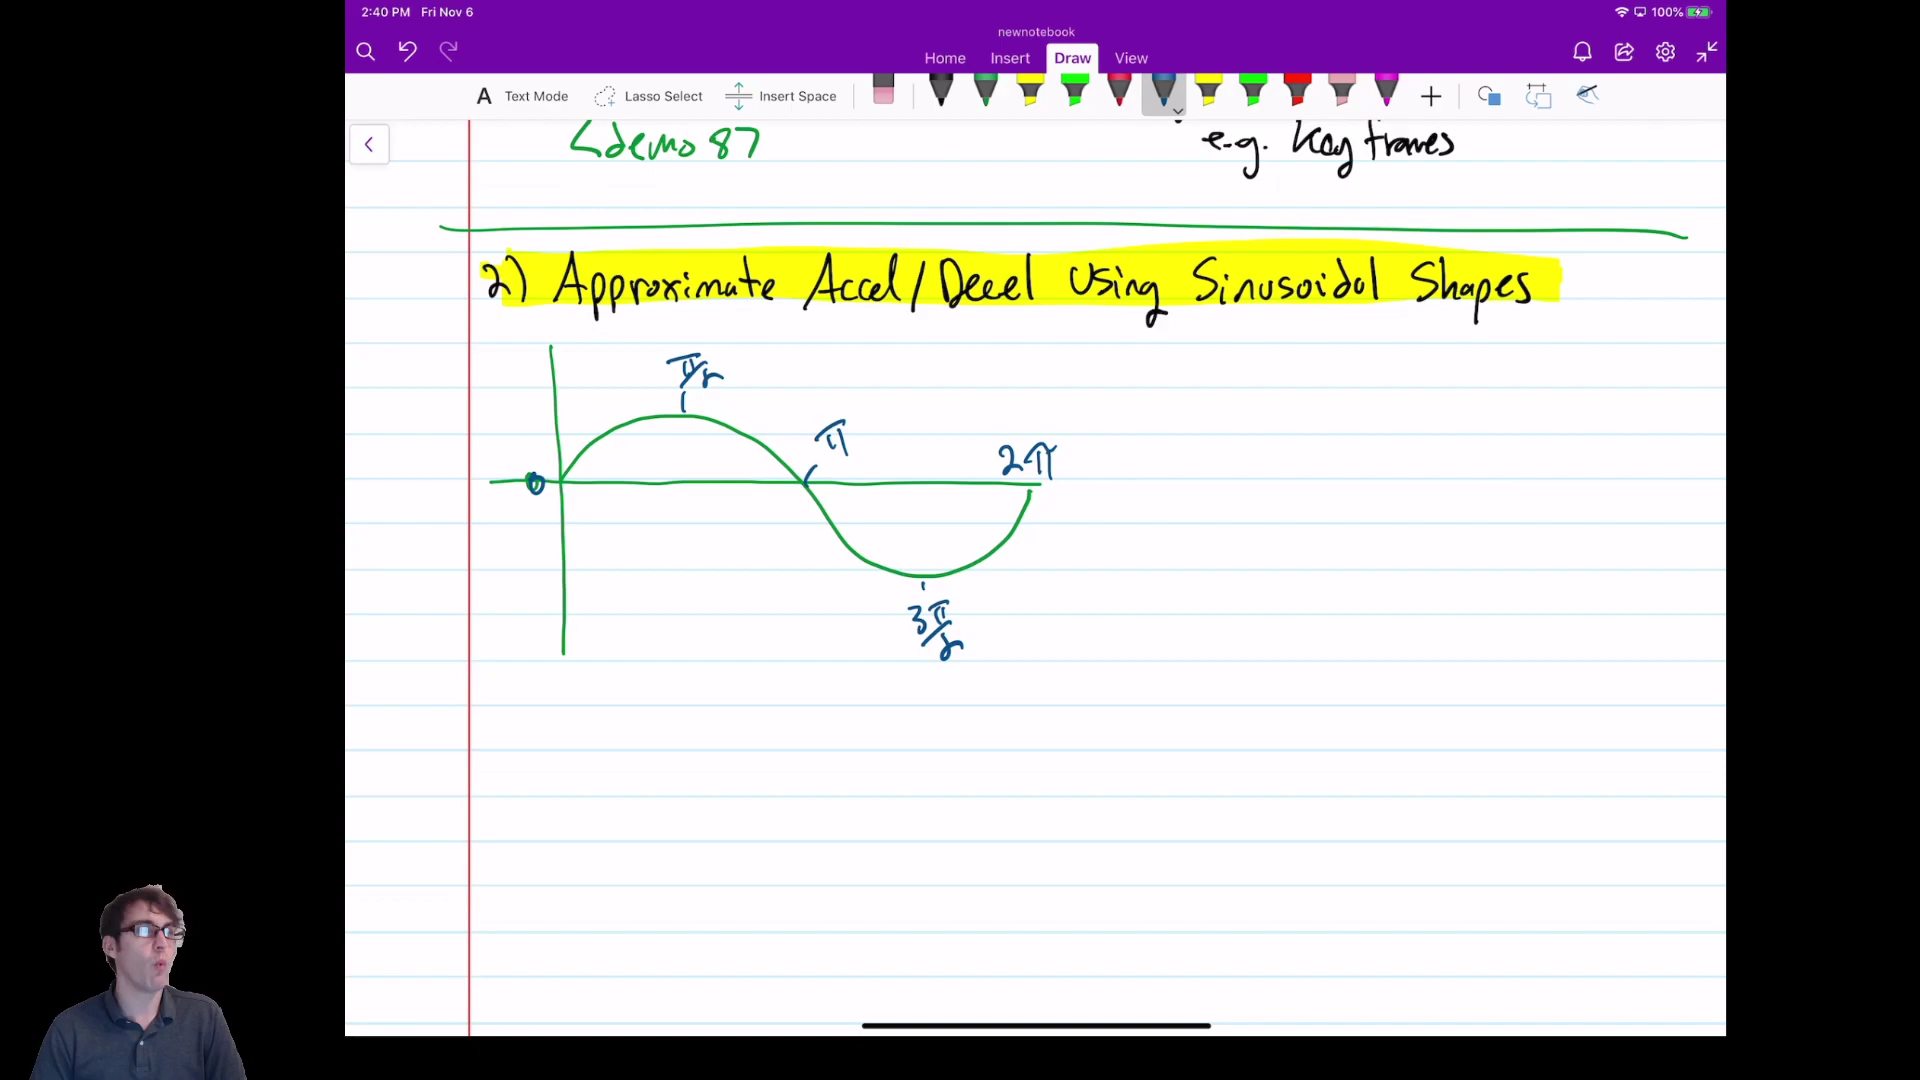 2:40 PM Fri Nov 6
100%
newnotebook
Home Insert Draw View
A Text Mode Lasso Select Insert Space
<demo 87
e.g. Key frames
2) Approximate Accel/Decel Using Sinusoidal Shapes
π/2
π
2π
0
3π/2